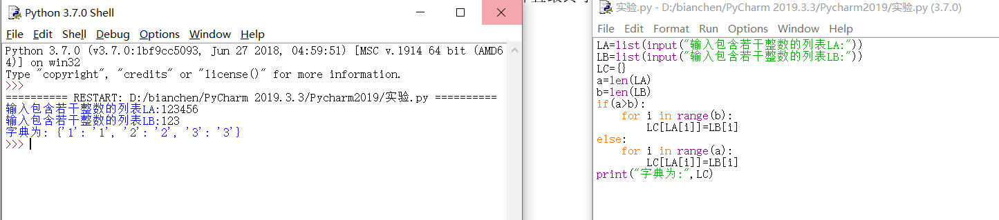 Python 3.7.0 Shell
File Edit Shell Debug Options Window Help
Python 3.7.0 (v3.7.0:1bf9cc5093, Jun 27 2018, 04:59:51) [MSC v.1914 64 bit (AMD6
4)] on win32
Type "copyright", "credits" or "license()" for more information.
>>>
========== RESTART: D:/bianchen/PyCharm 2019.3.3/Pycharm2019/实验.py ==========
输入包含若干整数的列表LA:123456
输入包含若干整数的列表LB:123
字典为: {'1': '1', '2': '2', '3': '3'}
>>>
实验.py - D:/bianchen/PyCharm 2019.3.3/Pycharm2019/实验.py (3.7.0)
File Edit Format Run Options Window Help
LA=list(input("输入包含若干整数的列表LA:"))
LB=list(input("输入包含若干整数的列表LB:"))
LC={}
a=len(LA)
b=len(LB)
if(a>b):
    for i in range(b):
        LC[LA[i]]=LB[i]
else:
    for i in range(a):
        LC[LA[i]]=LB[i]
print("字典为:",LC)